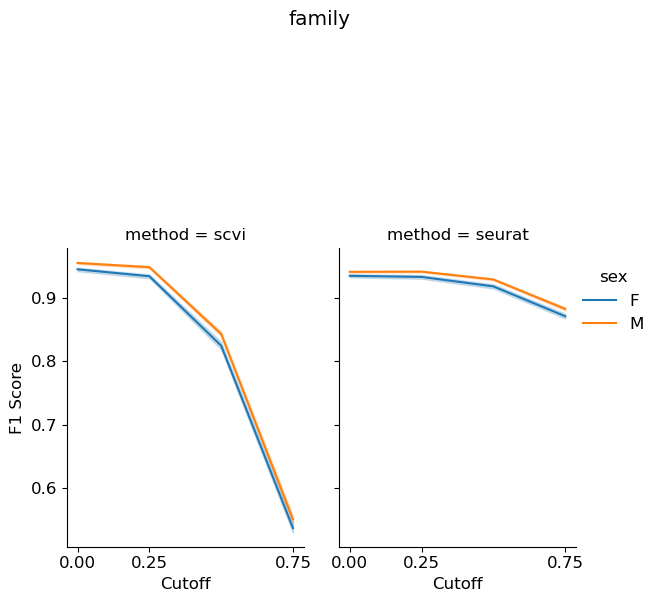 family
method = scvi
method = seurat
sex
F
M
F1 Score
0.9
0.8
0.7
0.6
0.00 0.25 0.75
0.00 0.25 0.75
Cutoff
Cutoff